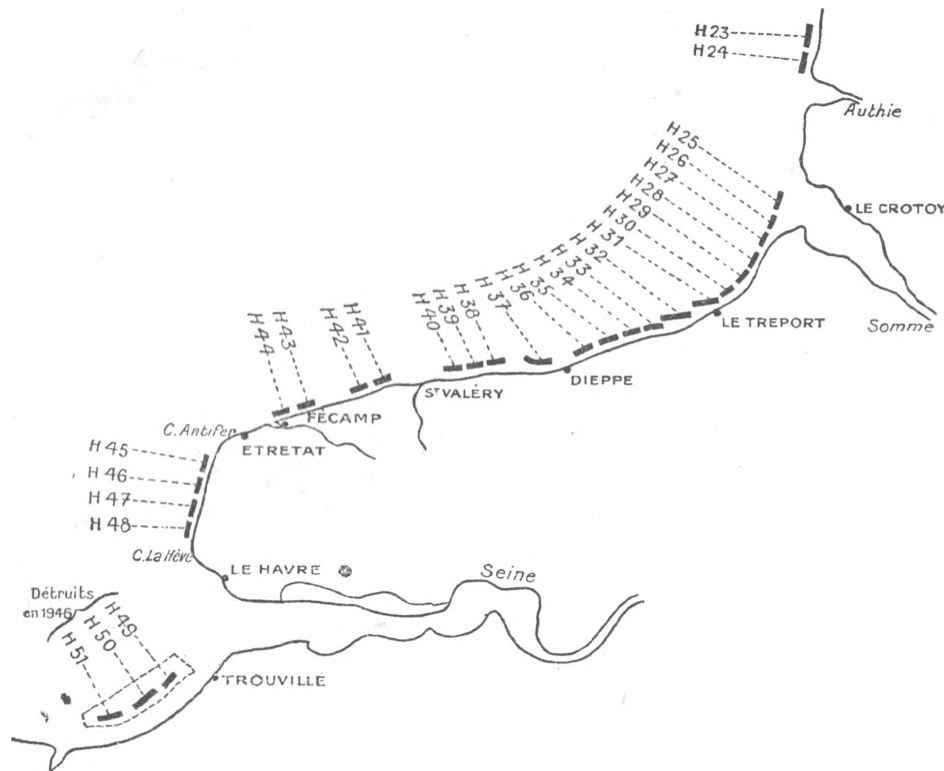 H23
H24
Authie
LE CROTOY
Somme
H25
H26
H27
H28
H29
H30
H31
H32
H33
H34
H35
H36
H37
H38
H39
H40
H41
H42
H43
H44
LE TREPORT
DIEPPE
ST VALÉRY
FÉCAMP
C. Antifer
ETRETAT
H45
H46
H47
H48
C. La Hève
LE HAVRE
Seine
Détruits
en 1946
H49
H50
H51
TROUVILLE